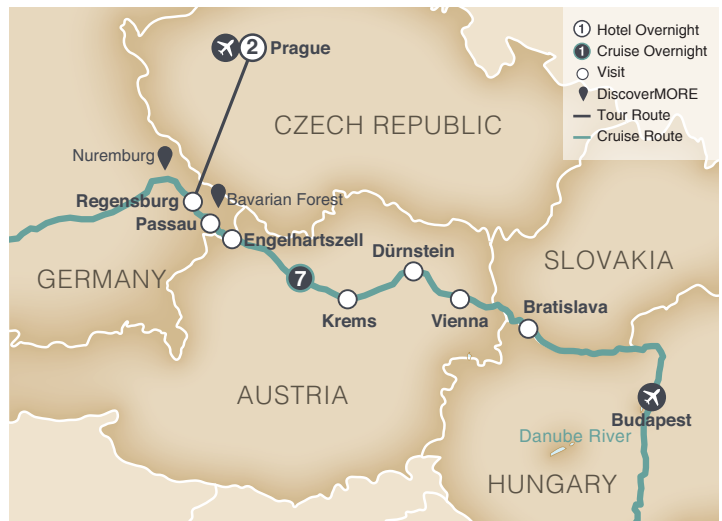 2 Prague
CZECH REPUBLIC
1 Hotel Overnight
1 Cruise Overnight
Visit
DiscoverMORE
Tour Route
Cruise Route
Nuremburg
Regensburg
Bavarian Forest
Passau
Engelhartszell
Dürnstein
GERMANY
SLOVAKIA
7
Krems
Vienna
Bratislava
AUSTRIA
Budapest
Danube River
HUNGARY